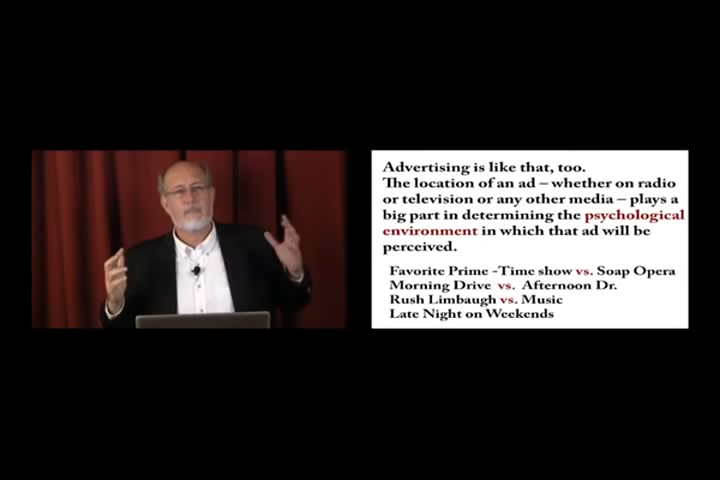 Advertising is like that, too.
The location of an ad – whether on radio
or television or any other media – plays a
big part in determining the psychological
environment in which that ad will be
perceived.
Favorite Prime -Time show vs. Soap Opera
Morning Drive vs. Afternoon Dr.
Rush Limbaugh vs. Music
Late Night on Weekends